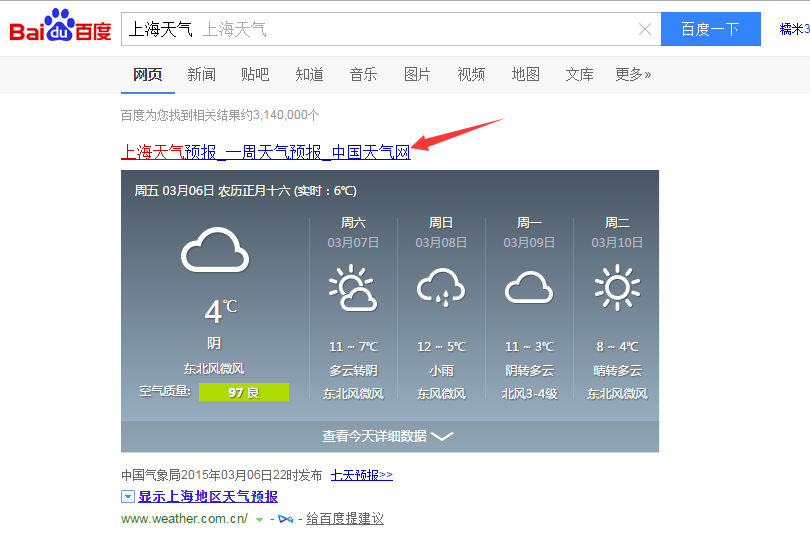 Bai du 百度 上海天气 上海天气 百度一下 糯米3
网页 新闻 贴吧 知道 音乐 图片 视频 地图 文库 更多»
百度为您找到相关结果约3,140,000个
上海天气预报_一周天气预报_中国天气网
周五 03月06日 农历正月十六 (实时：6℃)
4℃
阴
东北风微风
空气质量: 97 良
周六
03月07日
11 ~ 7℃
多云转阴
东北风微风
周日
03月08日
12 ~ 5℃
小雨
东风微风
周一
03月09日
11 ~ 3℃
阴转多云
北风3-4级
周二
03月10日
8 ~ 4℃
晴转多云
东北风微风
查看今天详细数据
中国气象局2015年03月06日22时发布 七天预报>>
显示上海地区天气预报
www.weather.com.cn/ - - 给百度提建议